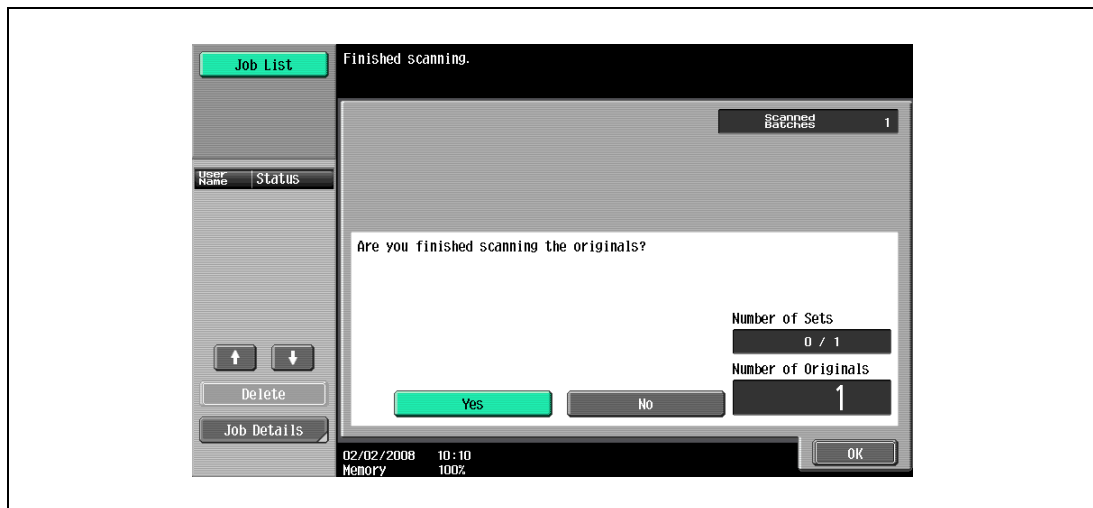 Job List
Finished scanning.
Scanned
Batches 1
User
Name Status
Are you finished scanning the originals?
Number of Sets
0 / 1
Number of Originals
1
Delete
Yes No
Job Details
02/02/2008 10:10
Memory 100%
OK